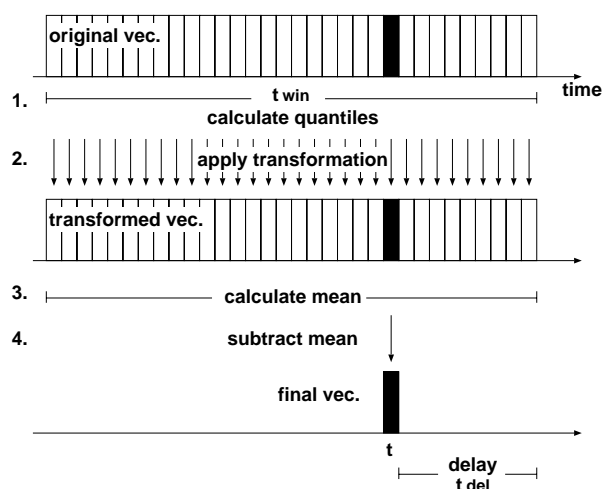 original vec.
time
1.
t win
calculate quantiles
2.
apply transformation
transformed vec.
3.
calculate mean
4.
subtract mean
final vec.
t
delay
t del